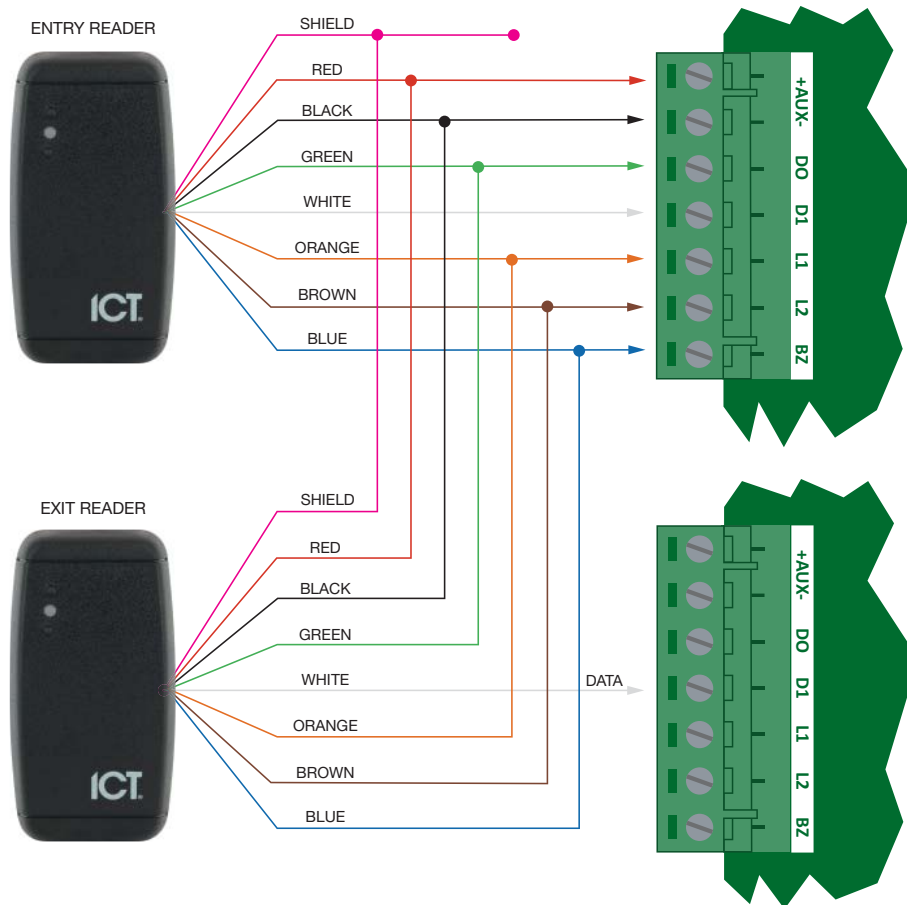 ENTRY READER
SHIELD
RED
BLACK
GREEN
WHITE
ORANGE
BROWN
BLUE
ICT.
+AUX-
DO
D1
L1
L2
BZ
EXIT READER
SHIELD
RED
BLACK
GREEN
WHITE
DATA
ORANGE
BROWN
BLUE
ICT.
+AUX-
DO
D1
L1
L2
BZ